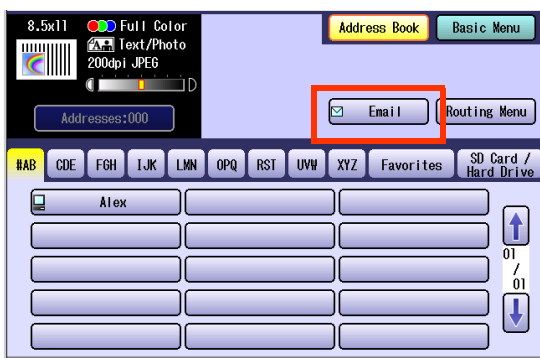 8.5x11 Full Color
Text/Photo
200dpi JPEG
Addresses:000
Address Book
Basic Menu
Email
Routing Menu
#AB CDE FGH IJK LMN OPQ RST UVW XYZ Favorites SD Card /
Hard Drive
Alex
01
/
01